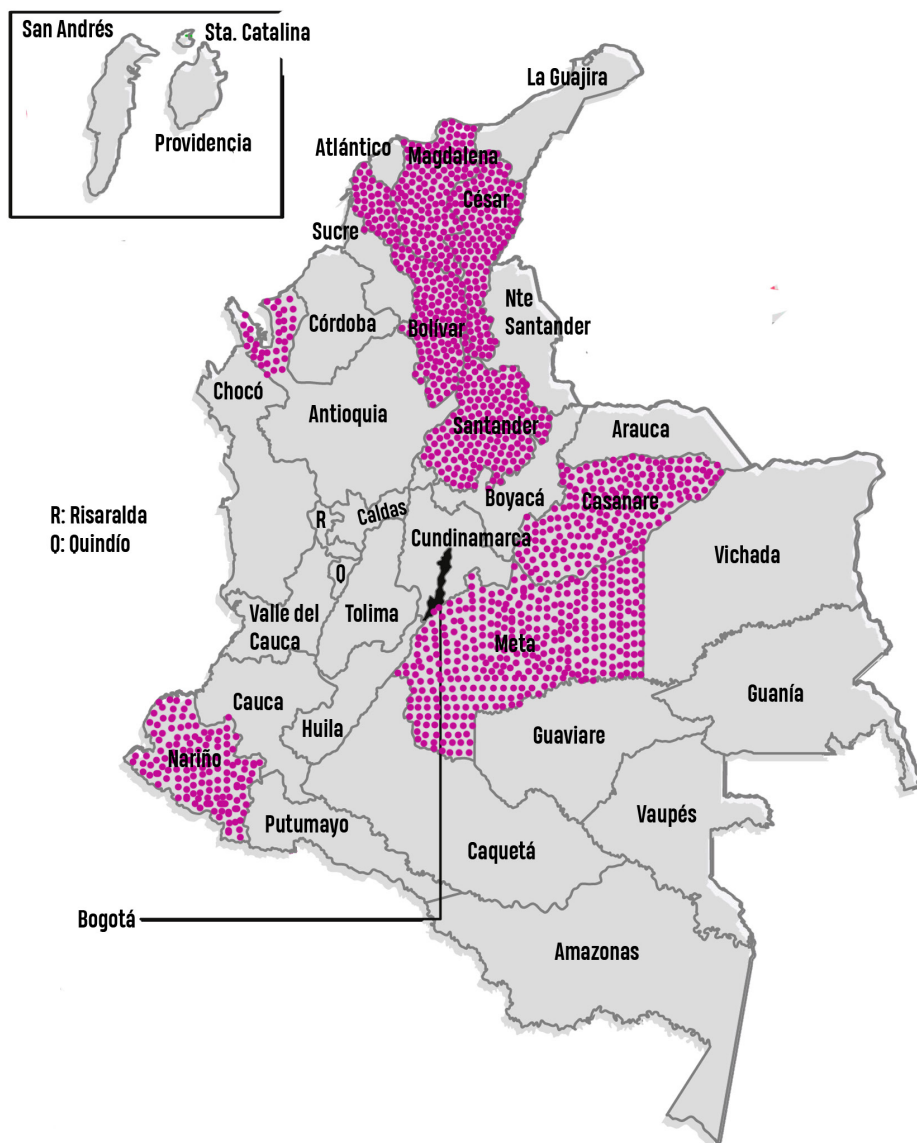 San Andrés
Sta. Catalina
Providencia
La Guajira
Atlántico
Magdalena
César
Sucre
Nte
Santander
Córdoba
Bolívar
Chocó
Antioquia
Santander
Arauca
Boyacá
Casanare
R: Risaralda
Q: Quindío
R
Caldas
Cundinamarca
Vichada
Q
Valle del
Cauca
Tolima
Meta
Cauca
Huila
Guanía
Guaviare
Nariño
Putumayo
Vaupés
Caquetá
Bogotá
Amazonas